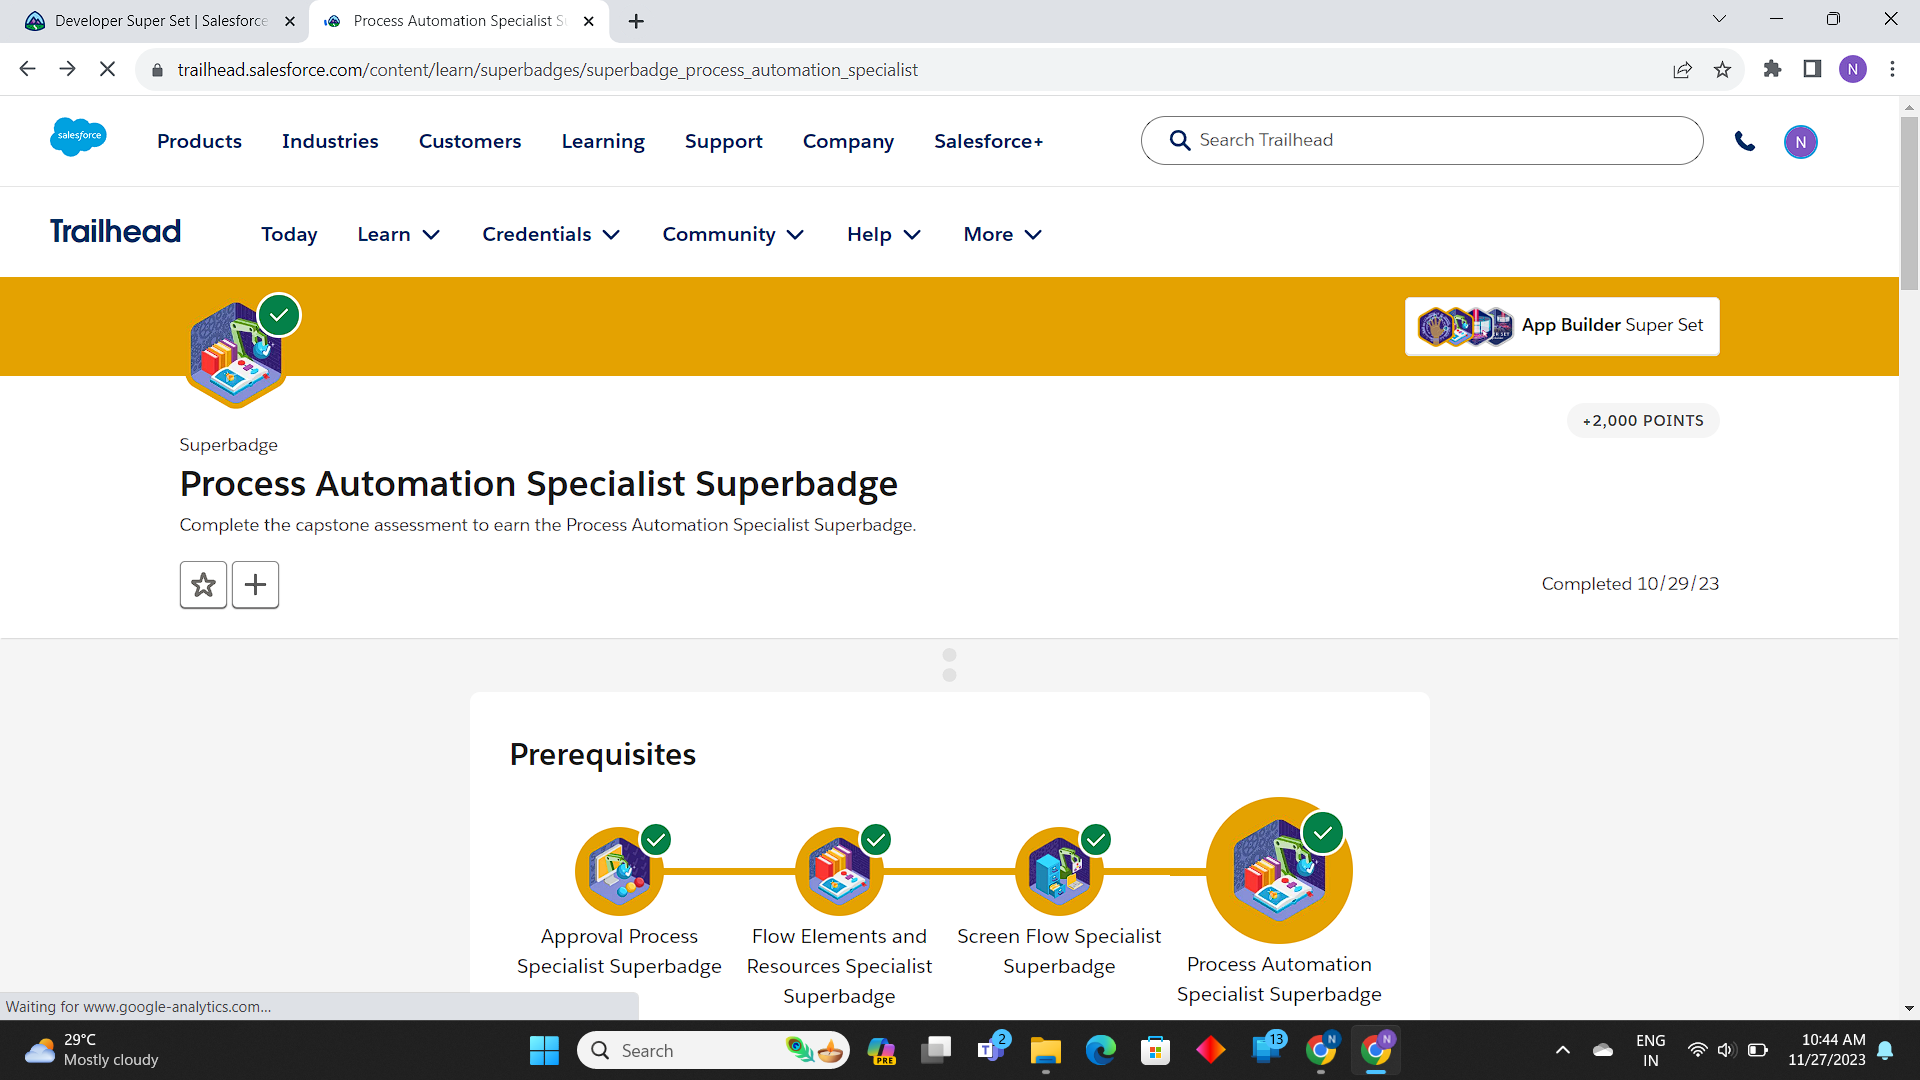 Developer Super Set | Salesforce
Process Automation Specialist S
trailhead.salesforce.com/content/learn/superbadges/superbadge_process_automation_specialist
N
salesforce
Products
Industries
Customers
Learning
Support
Company
Salesforce+
Search Trailhead
N
Trailhead
Today
Learn
Credentials
Community
Help
More
App Builder Super Set
+2,000 POINTS
Superbadge
Process Automation Specialist Superbadge
Complete the capstone assessment to earn the Process Automation Specialist Superbadge.
Completed 10/29/23
Prerequisites
Approval Process
Specialist Superbadge
Flow Elements and
Resources Specialist
Superbadge
Screen Flow Specialist
Superbadge
Process Automation
Specialist Superbadge
Waiting for www.google-analytics.com...
29°C
Mostly cloudy
Search
PRE
T
2
13
N
N
ENG
IN
10:44 AM
11/27/2023